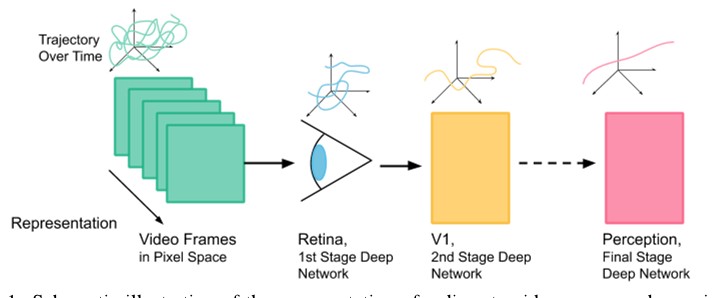 Trajectory
Over Time
Representation
Video Frames
in Pixel Space
Retina,
1st Stage Deep
Network
V1,
2nd Stage Deep
Network
Perception,
Final Stage
Deep Network